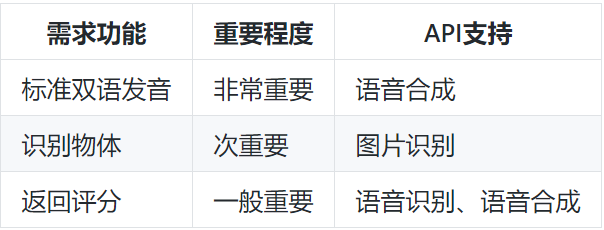 需求功能 重要程度 API支持
标准双语发音 非常重要 语音合成
识别物体 次重要 图片识别
返回评分 一般重要 语音识别、语音合成